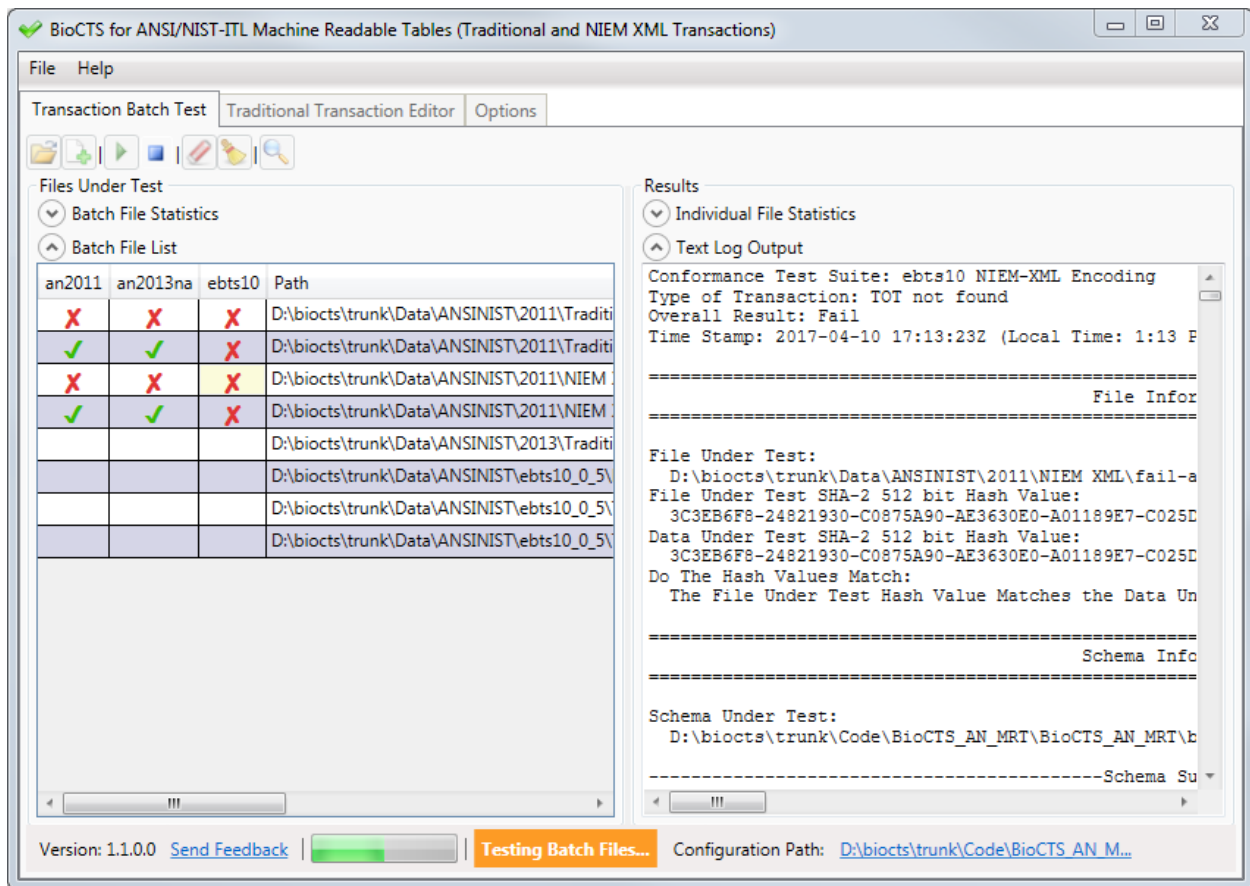 BioCTS for ANSI/NIST-ITL Machine Readable Tables (Traditional and NIEM XML Transactions)
File Help
Transaction Batch Test Traditional Transaction Editor Options
Files Under Test
Batch File Statistics
Batch File List
an2011 an2013na ebts10 Path
D:\biocts\trunk\Data\ANSINIST\2011\Traditi
D:\biocts\trunk\Data\ANSINIST\2011\Traditi
D:\biocts\trunk\Data\ANSINIST\2011\NIEM
D:\biocts\trunk\Data\ANSINIST\2011\NIEM
D:\biocts\trunk\Data\ANSINIST\2013\Traditi
D:\biocts\trunk\Data\ANSINIST\ebts10_0_5\
D:\biocts\trunk\Data\ANSINIST\ebts10_0_5\
D:\biocts\trunk\Data\ANSINIST\ebts10_0_5\
Results
Individual File Statistics
Text Log Output
Conformance Test Suite: ebts10 NIEM-XML Encoding
Type of Transaction: TOT not found
Overall Result: Fail
Time Stamp: 2017-04-10 17:13:23Z (Local Time: 1:13 P
File Infor
File Under Test:
D:\biocts\trunk\Data\ANSINIST\2011\NIEM XML\fail-a
File Under Test SHA-2 512 bit Hash Value:
3C3EB6F8-24821930-C0875A90-AE3630E0-A01189E7-C025D
Data Under Test SHA-2 512 bit Hash Value:
3C3EB6F8-24821930-C0875A90-AE3630E0-A01189E7-C025D
Do The Hash Values Match:
The File Under Test Hash Value Matches the Data Un
Schema Info
Schema Under Test:
D:\biocts\trunk\Code\BioCTS_AN_MRT\BioCTS_AN_MRT\b
-------------------------------------------Schema Su
Version: 1.1.0.0 Send Feedback Testing Batch Files... Configuration Path: D:\biocts\trunk\Code\BioCTS_AN_M...